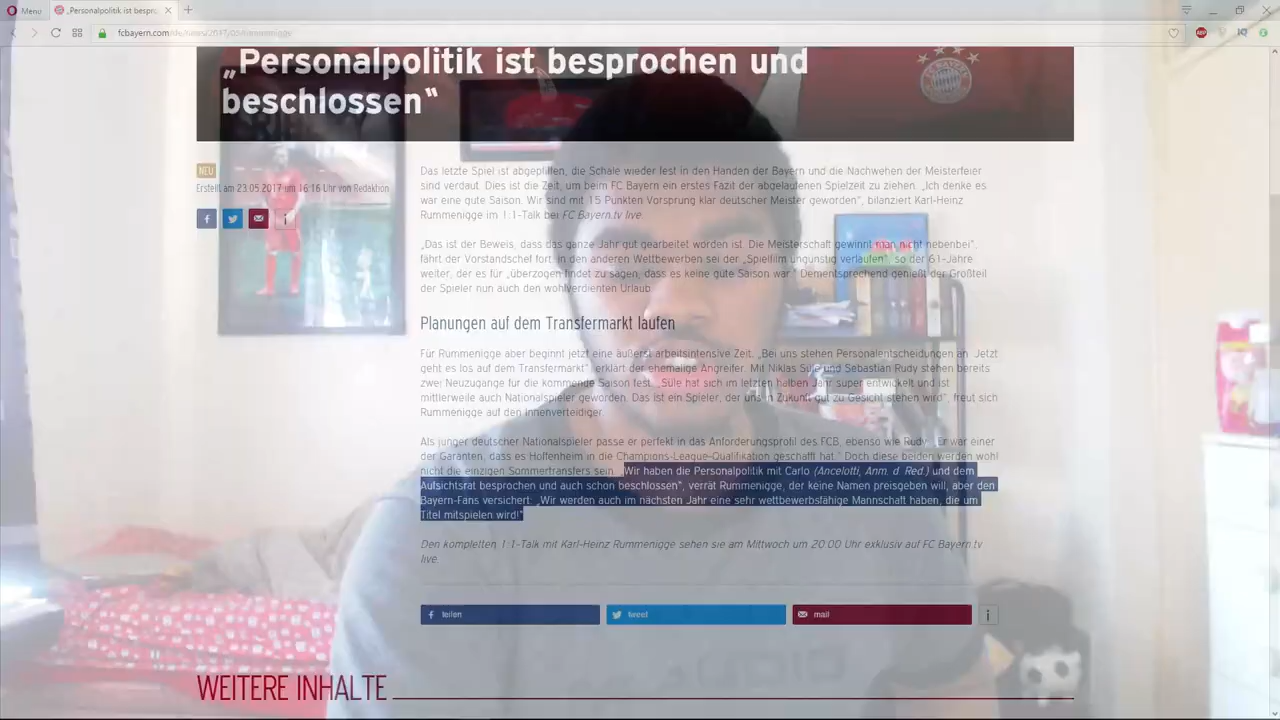 Menü
„Personalpolitik ist bespro
fcbayern.com/de/news/2017/05/
„Personalpolitik ist besprochen und
beschlossen“
NEU
Erstellt am 23.05.2017 um 16:16 Uhr von Redaktion
Das letzte Spiel ist abgepfiffen, die Schale wieder fest in den Händen der Bayern und die Nachwehen der Meisterfeier
sind verdaut. Dies ist die Zeit, um beim FC Bayern ein erstes Fazit der abgelaufenen Spielzeit zu ziehen. „Ich denke es
war eine gute Saison. Wir sind mit 15 Punkten Vorsprung klar deutscher Meister geworden“, bilanziert Karl-Heinz
Rummenigge im 1:1-Talk bei FC Bayern.tv live.
„Das ist der Beweis, dass das ganze Jahr gut gearbeitet worden ist. Die Meisterschaft gewinnt man nicht nebenbei“,
fährt der Vorstandschef fort, in den anderen Wettbewerben sei der „Spielfilm ungünstig verlaufen“, so der 61-Jahre
weiter, der es für „überzogen findet zu sagen, dass es keine gute Saison war.“ Dementsprechend genießt der Großteil
der Spieler nun auch den wohlverdienten Urlaub.
Planungen auf dem Transfermarkt laufen
Für Rummenigge aber beginnt jetzt eine äußerst arbeitsintensive Zeit. „Bei uns stehen Personalentscheidungen an. Jetzt
geht es los auf dem Transfermarkt“, erklärt der ehemalige Angreifer. Mit Niklas Süle und Sebastian Rudy stehen bereits
zwei Neuzugänge für die kommende Saison fest. „Süle hat sich im letzten halben Jahr super entwickelt und ist
mittlerweile auch Nationalspieler geworden. Das ist ein Spieler, der uns in Zukunft gut zu Gesicht stehen wird“, freut sich
Rummenigge auf den Innenverteidiger.
Als junger deutscher Nationalspieler passe er perfekt in das Anforderungsprofil des FCB, ebenso wie Rudy. „Er war einer
der Garanten, dass es Hoffenheim in die Champions-League-Qualifikation geschafft hat.“ Doch diese beiden werden wohl
nicht die einzigen Sommertransfers sein. „Wir haben die Personalpolitik mit Carlo (Ancelotti, Anm. d. Red.) und dem
Aufsichtsrat besprochen und auch schon beschlossen“, verrät Rummenigge, der keine Namen preisgeben will, aber den
Bayern-Fans versichert: „Wir werden auch im nächsten Jahr eine sehr wettbewerbsfähige Mannschaft haben, die um
Titel mitspielen wird!“
Den kompletten 1:1-Talk mit Karl-Heinz Rummenigge sehen sie am Mittwoch um 20:00 Uhr exklusiv auf FC Bayern.tv
live.
teilen
tweet
mail
WEITERE INHALTE